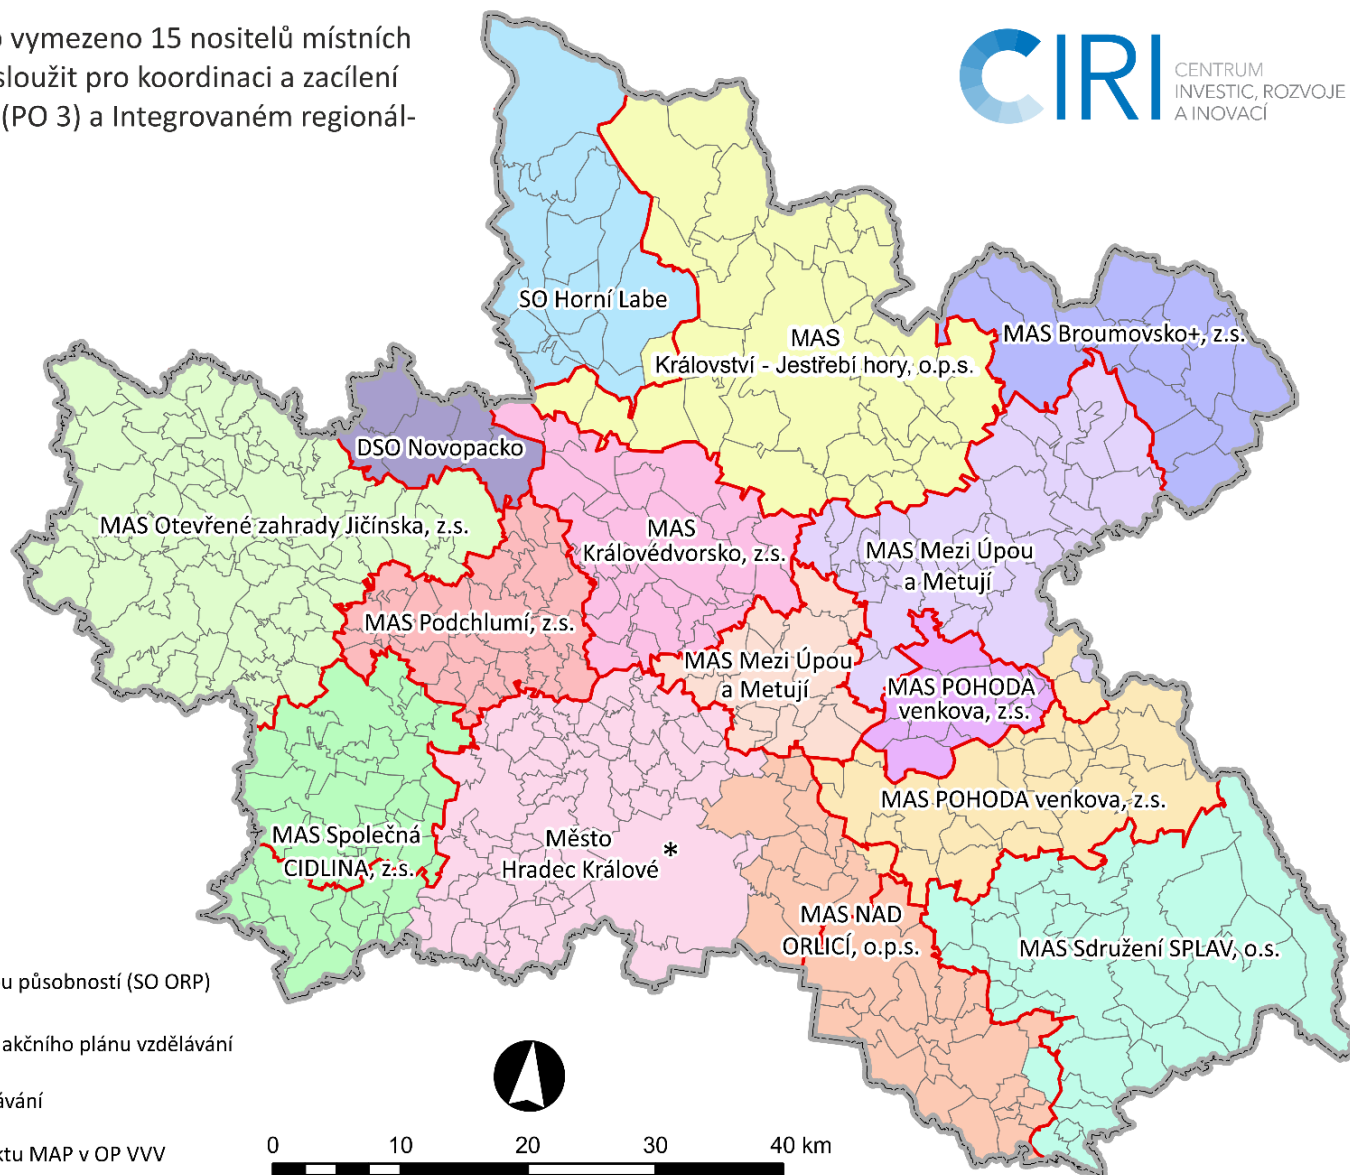 vymezeno 15 nositelů místních
sloužit pro koordinaci a zacílení
(PO 3) a Integrovaném regionál-
CIRI
CENTRUM
INVESTIC, ROZVOJE
A INOVACÍ
SO Horní Labe
MAS
Království - Jestřebí hory, o.p.s.
MAS Broumovsko+, z.s.
DSO Novopacko
MAS Otevřené zahrady Jičínska, z.s.
MAS
Královédvorsko, z.s.
MAS Mezi Úpou
a Metují
MAS Podchlumí, z.s.
MAS Mezi Úpou
a Metují
MAS POHODA
venkova, z.s.
MAS POHODA venkova, z.s.
MAS Společná
CIDLINA, z.s.
Město
Hradec Králové *
MAS NAD
ORLICÍ, o.p.s.
MAS Sdružení SPLAV, o.s.
u působností (SO ORP)
akčního plánu vzdělávání
ávání
ktu MAP v OP VVV
0 10 20 30 40 km